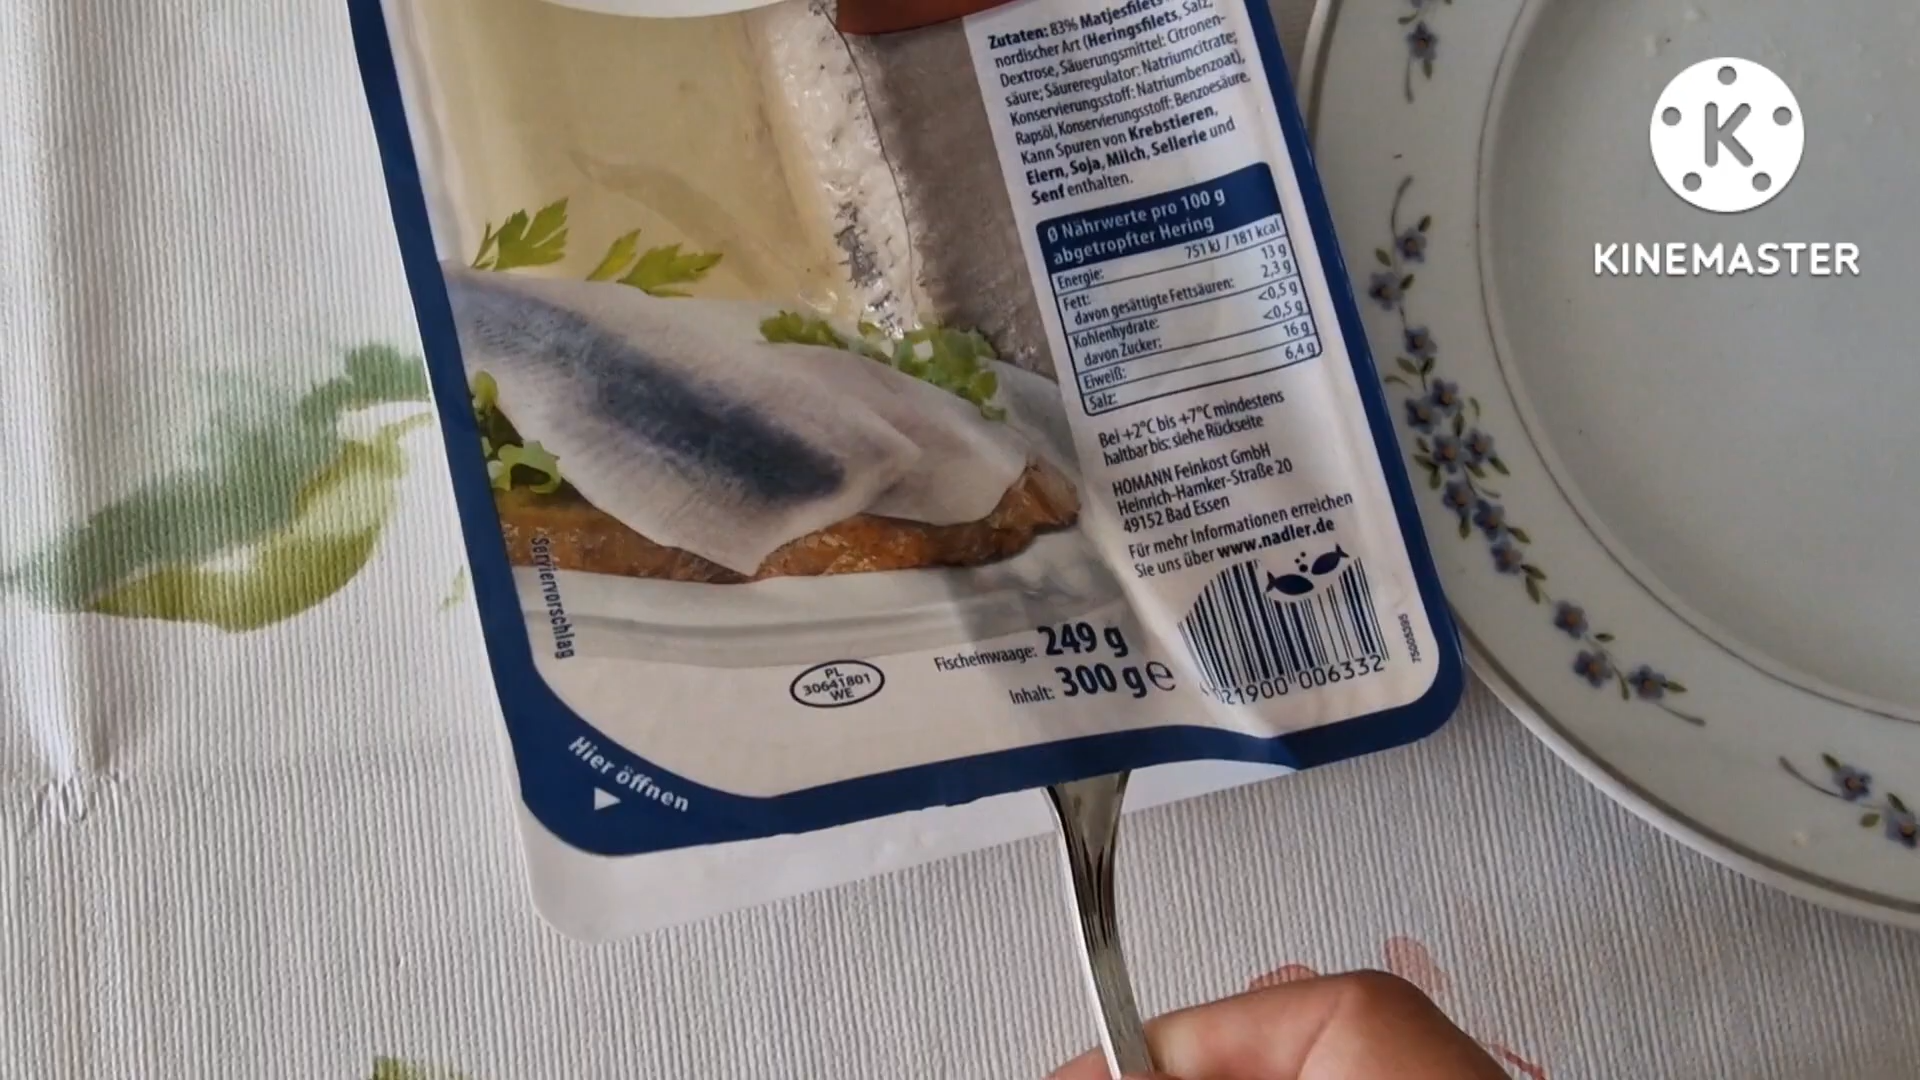 Zutaten: 83% Matjesfilets
nordischer Art (Heringsfilets, Salz,
Dextrose, Säuerungsmittel: Citronen-
säure; Säureregulator: Natriumcitrate;
Konservierungsstoff: Natriumbenzoat),
Rapsöl, Konservierungsstoff: Benzoesäure.
Kann Spuren von Krebstieren,
Eiern, Soja, Milch, Sellerie und
Senf enthalten.
Ø Nährwerte pro 100 g
abgetropfter Hering
Energie: 751 kJ / 181 kcal
Fett: 13 g
davon gesättigte Fettsäuren: 2,3 g
Kohlenhydrate: <0,5 g
davon Zucker: <0,5 g
Eiweiß: 16 g
Salz: 6,4 g
Bei +2°C bis +7°C mindestens
haltbar bis: siehe Rückseite
HOMANN Feinkost GmbH
Heinrich-Hamker-Straße 20
49152 Bad Essen
Für mehr Informationen erreichen
Sie uns über www.nadler.de
21900 006332
75608395
Serviervorschlag
PL
30641801
WE
Fischeinwaage: 249 g
Inhalt: 300 g e
Hier öffnen
K
KINEMASTER